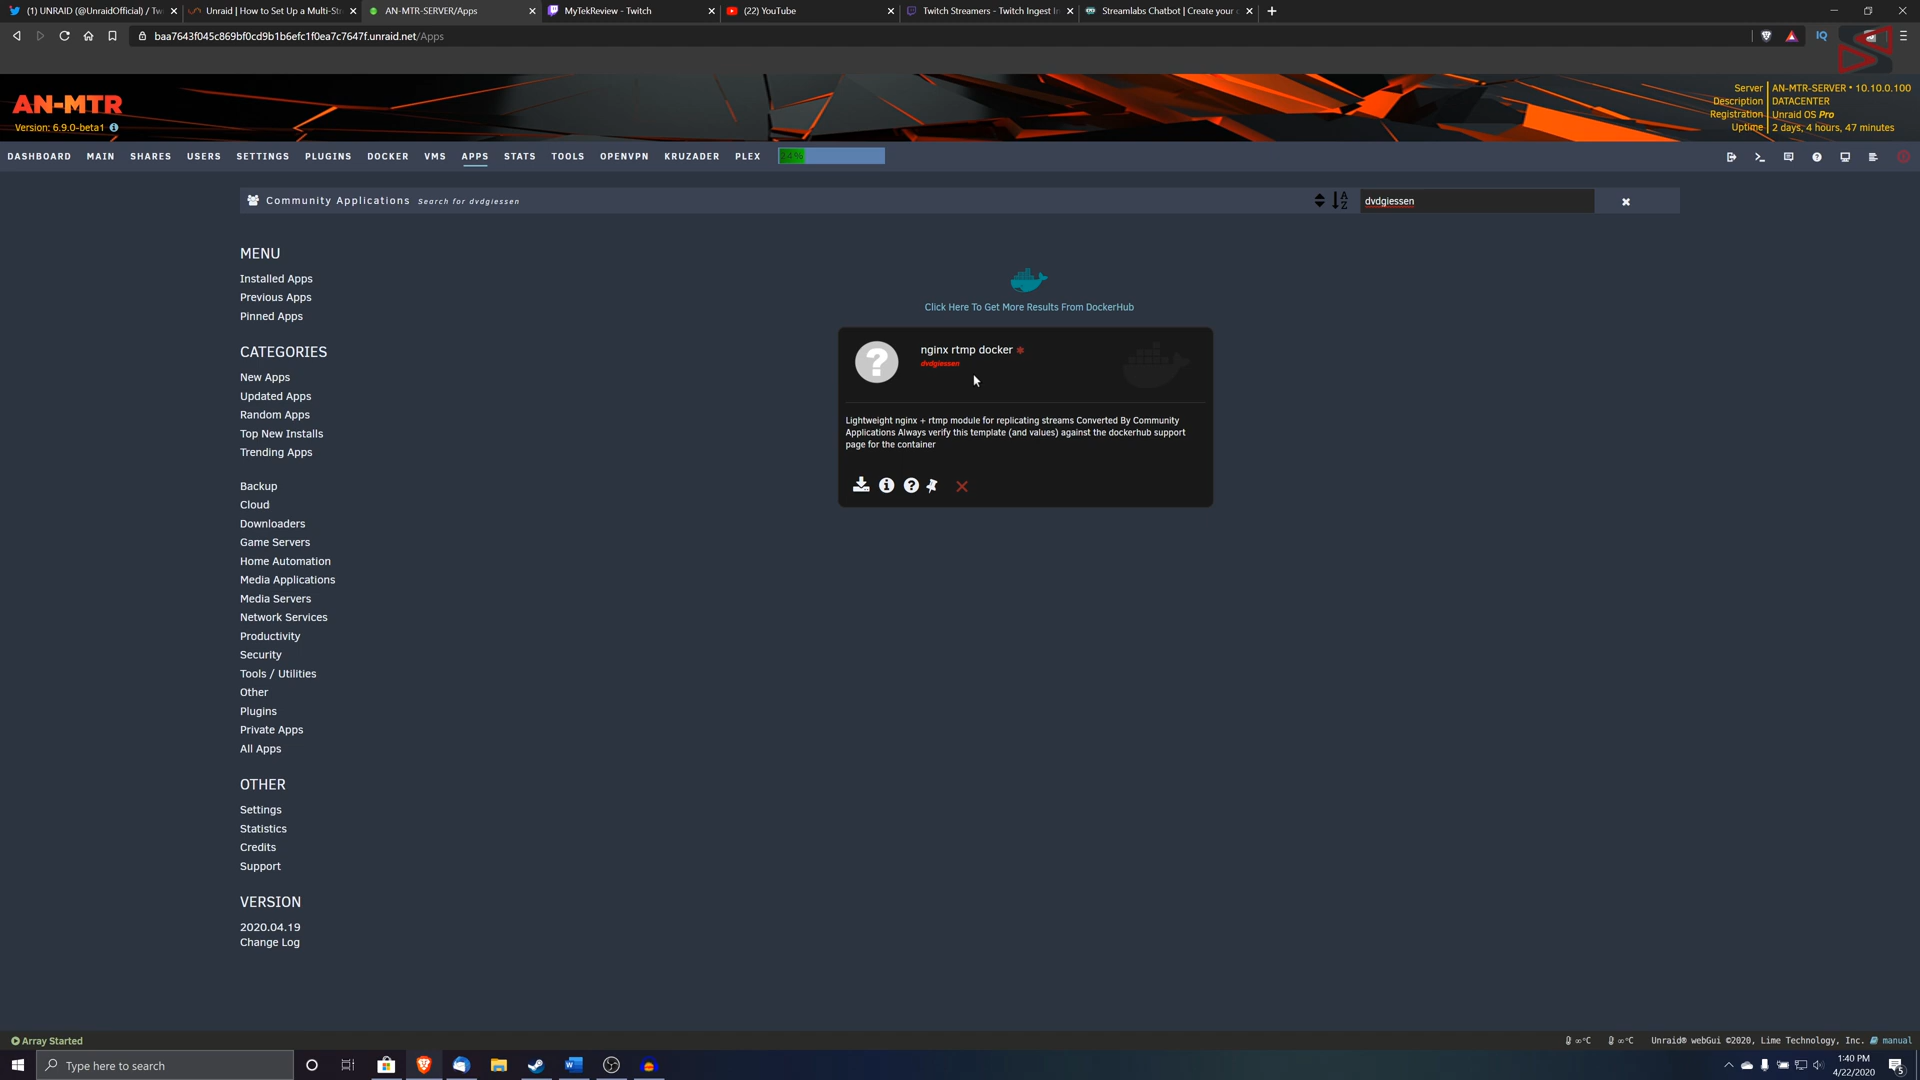 (1) UNRAID (@UnraidOfficial) / Tw
Unraid | How to Set Up a Multi-Str
AN-MTR-SERVER/Apps
MyTekReview - Twitch
(22) YouTube
Twitch Streamers - Twitch Ingest In
Streamlabs Chatbot | Create your
baa7643f045c869bf0cd9b1b6efc1f0ea7c7647f.unraid.net/Apps
IQ
AN-MTR
Version: 6.9.0-beta1
Server AN-MTR-SERVER • 10.10.0.100
Description DATACENTER
Registration Unraid OS Pro
Uptime 2 days, 4 hours, 47 minutes
DASHBOARD MAIN SHARES USERS SETTINGS PLUGINS DOCKER VMS APPS STATS TOOLS OPENVPN KRUZADER PLEX
Community Applications Search for dvdgiessen
dvdgiessen
MENU
Installed Apps
Previous Apps
Pinned Apps
CATEGORIES
New Apps
Updated Apps
Random Apps
Top New Installs
Trending Apps
Backup
Cloud
Downloaders
Game Servers
Home Automation
Media Applications
Media Servers
Network Services
Productivity
Security
Tools / Utilities
Other
Plugins
Private Apps
All Apps
OTHER
Settings
Statistics
Credits
Support
VERSION
2020.04.19
Change Log
Click Here To Get More Results From DockerHub
nginx rtmp docker
dvdgiessen
Lightweight nginx + rtmp module for replicating streams Converted By Community
Applications Always verify this template (and values) against the dockerhub support
page for the container
Array Started
∞°C ∞°C Unraid® webGui ©2020, Lime Technology, Inc. manual
Type here to search
1:40 PM
4/22/2020
5